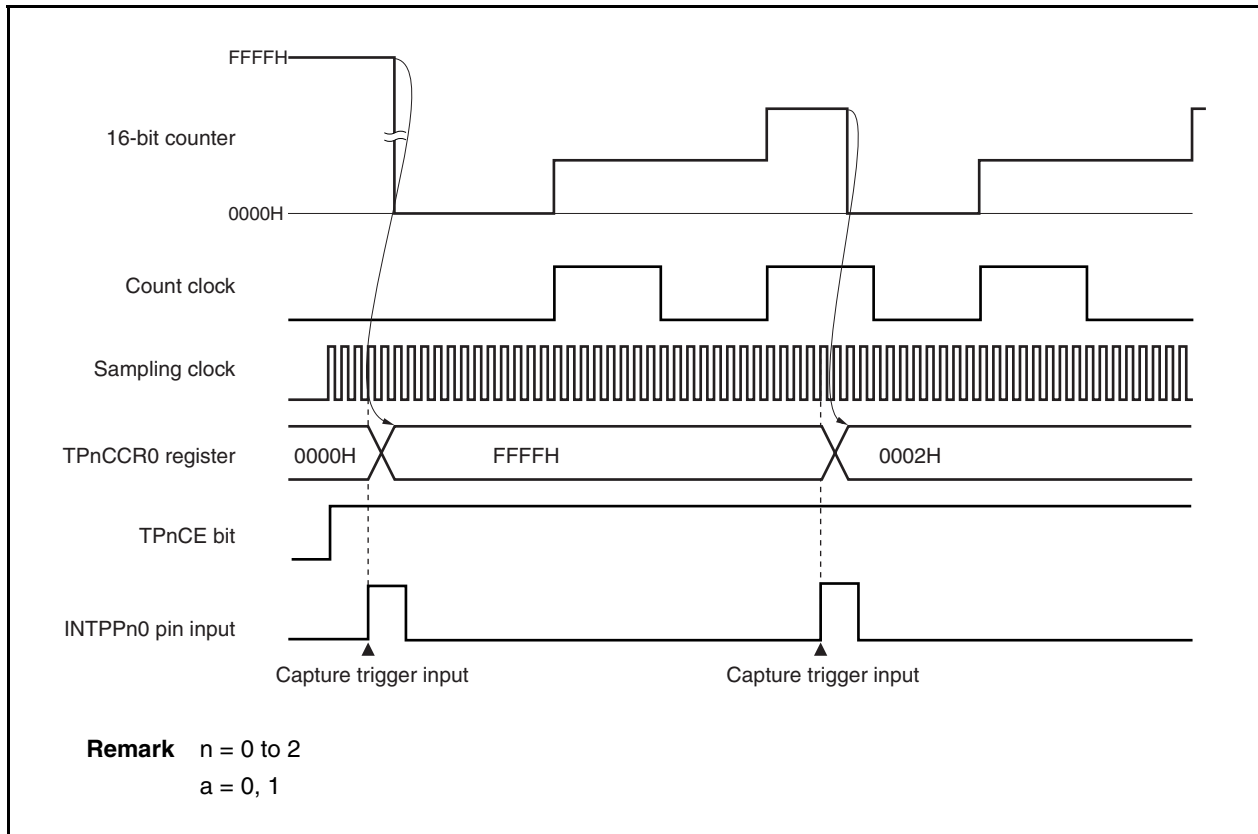 FFFFH
16-bit counter
0000H
Count clock
Sampling clock
TPnCCR0 register
0000H
FFFFH
0002H
TPnCE bit
INTPPn0 pin input
Capture trigger input
Capture trigger input
Remark n = 0 to 2
a = 0, 1